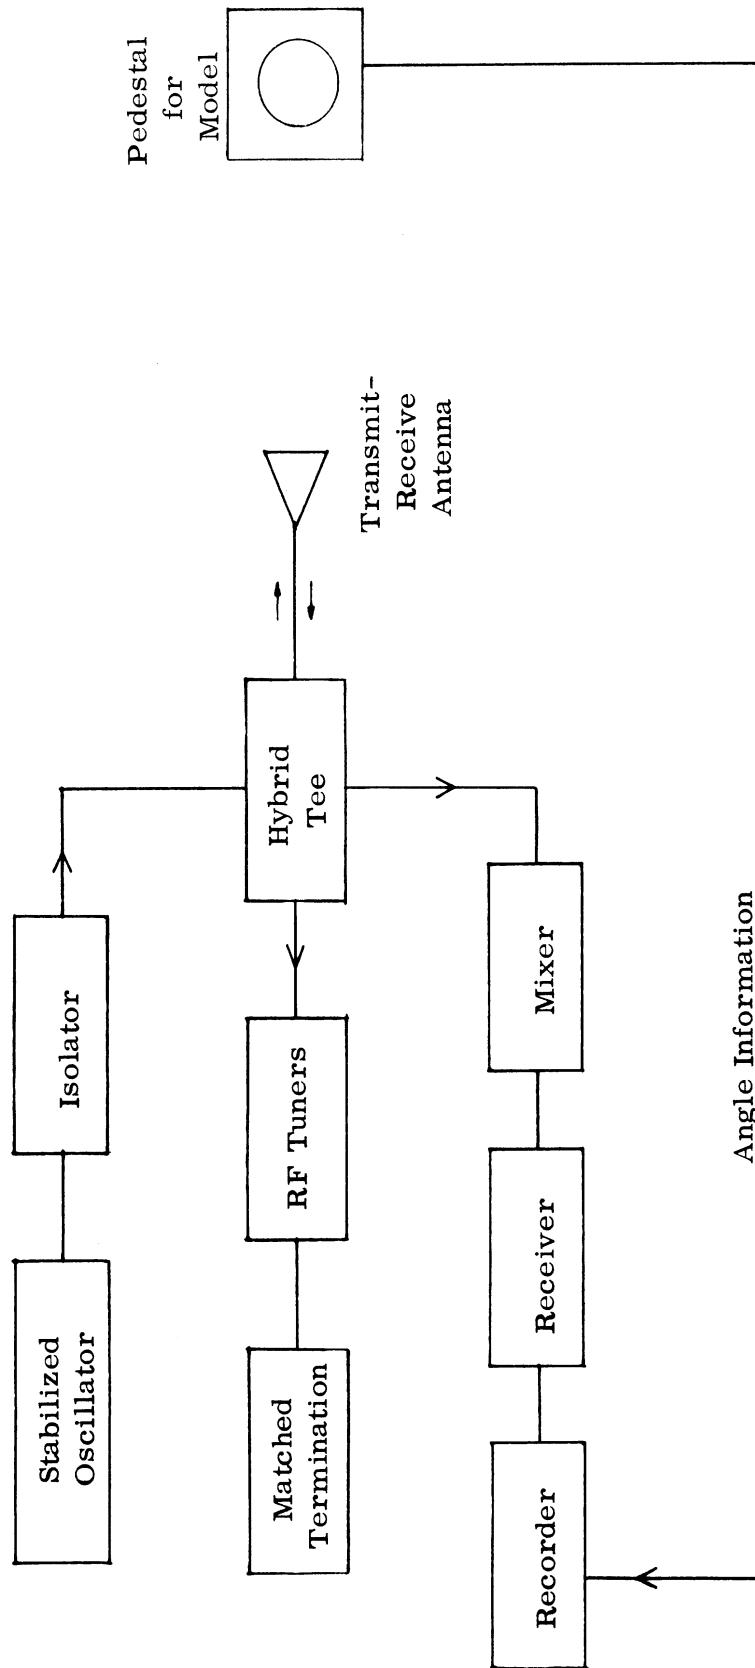 Stabilized
Oscillator
Isolator
Matched
Termination
RF Tuners
Hybrid
Tee
Transmit-
Receive
Antenna
Pedestal
for
Model
Recorder
Receiver
Mixer
Angle Information